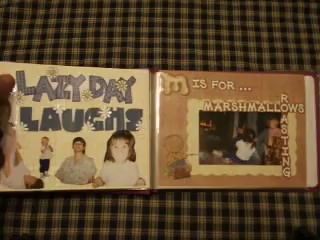 LAZY DAY
LAUGHS
M IS FOR ...
MARSHMALLOWS
ROASTING